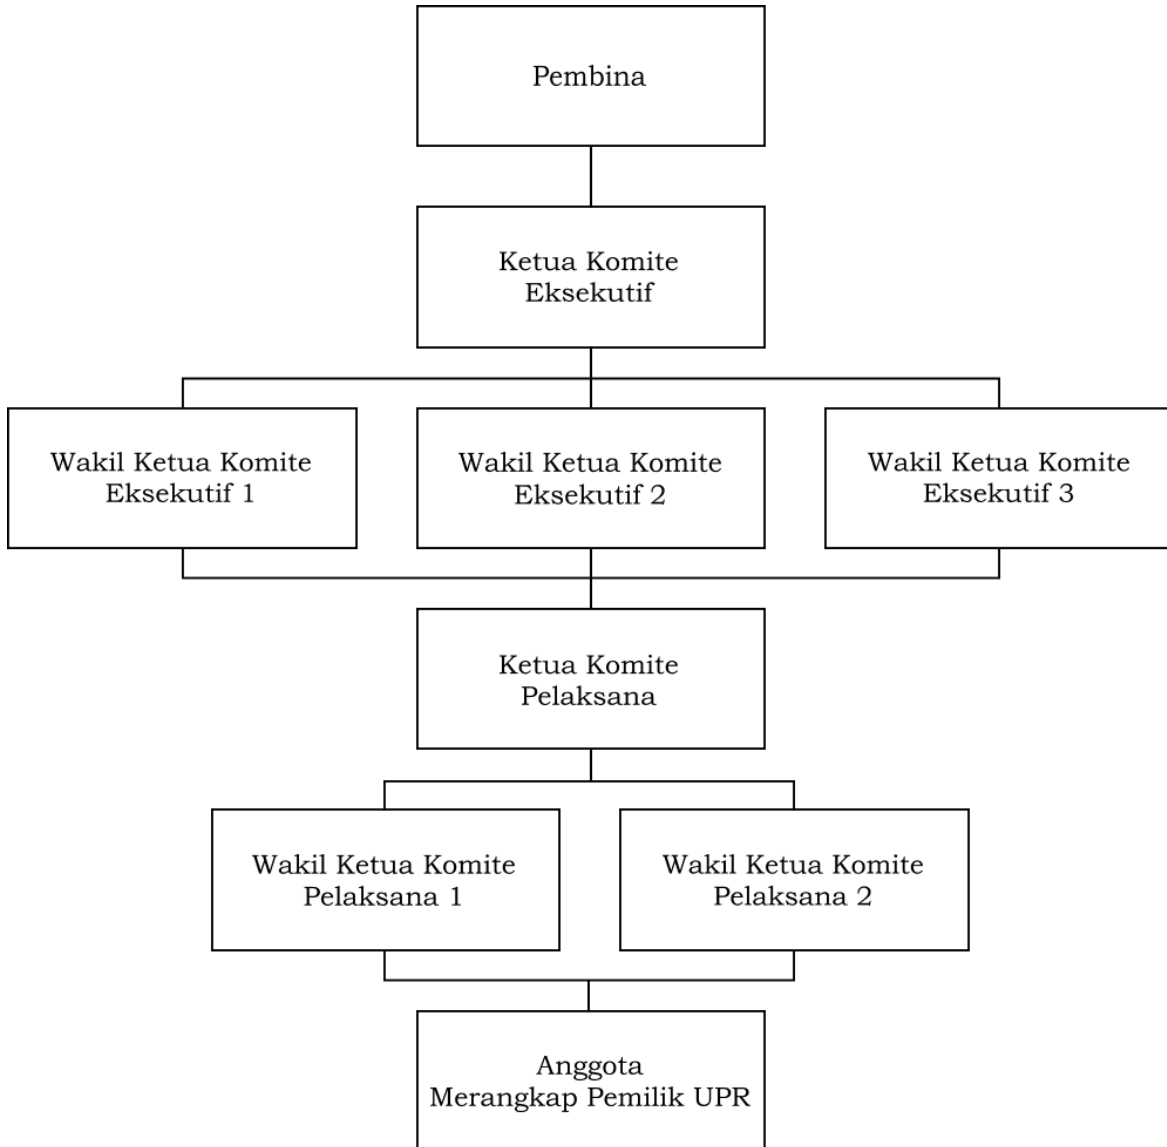 Pembina
Ketua Komite
Eksekutif
Wakil Ketua Komite
Eksekutif 1
Wakil Ketua Komite
Eksekutif 2
Wakil Ketua Komite
Eksekutif 3
Ketua Komite
Pelaksana
Wakil Ketua Komite
Pelaksana 1
Wakil Ketua Komite
Pelaksana 2
Anggota
Merangkap Pemilik UPR